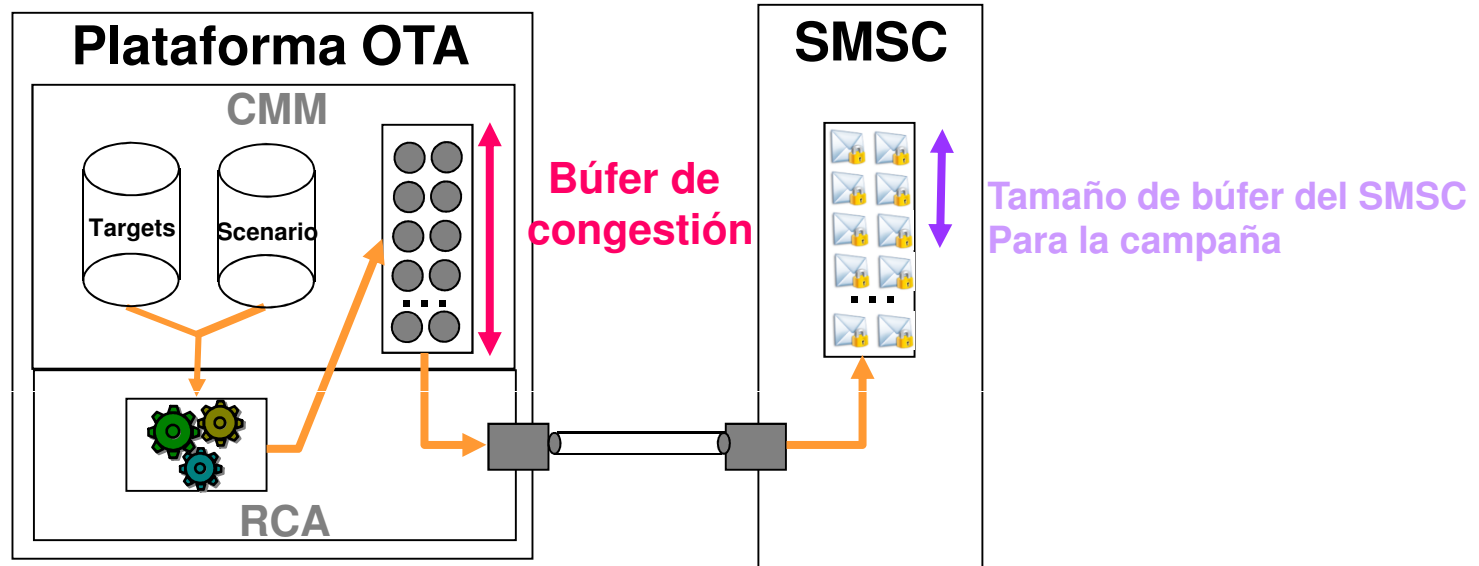 Plataforma OTA
CMM
Targets
Scenario
Búfer de
congestión
RCA
SMSC
Tamaño de búfer del SMSC
Para la campaña